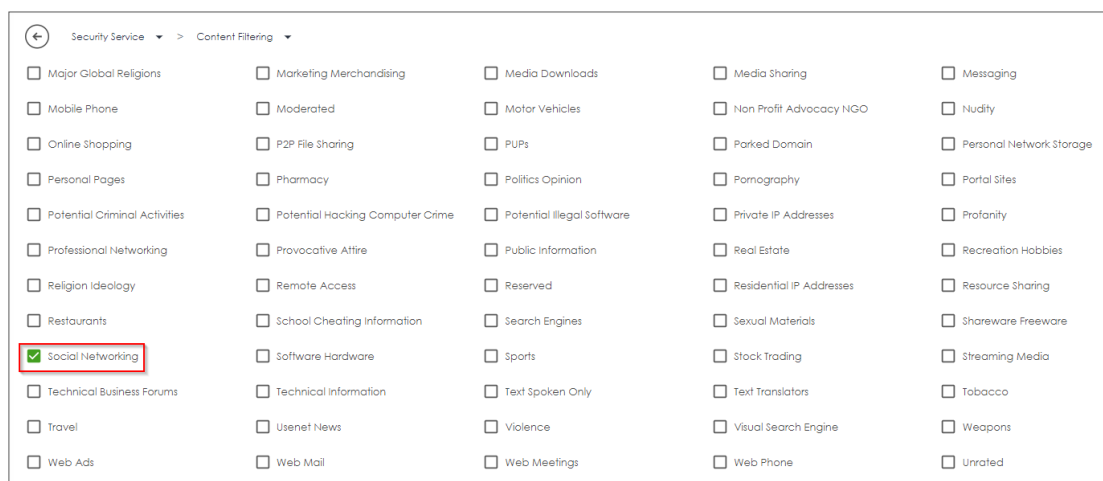 Security Service > Content Filtering
Major Global Religions Marketing Merchandising Media Downloads Media Sharing Messaging
Mobile Phone Moderated Motor Vehicles Non Profit Advocacy NGO Nudity
Online Shopping P2P File Sharing PUPs Parked Domain Personal Network Storage
Personal Pages Pharmacy Politics Opinion Pornography Portal Sites
Potential Criminal Activities Potential Hacking Computer Crime Potential Illegal Software Private IP Addresses Profanity
Professional Networking Provocative Attire Public Information Real Estate Recreation Hobbies
Religion Ideology Remote Access Reserved Residential IP Addresses Resource Sharing
Restaurants School Cheating Information Search Engines Sexual Materials Shareware Freeware
Social Networking Software Hardware Sports Stock Trading Streaming Media
Technical Business Forums Technical Information Text Spoken Only Text Translators Tobacco
Travel Usenet News Violence Visual Search Engine Weapons
Web Ads Web Mail Web Meetings Web Phone Unrated